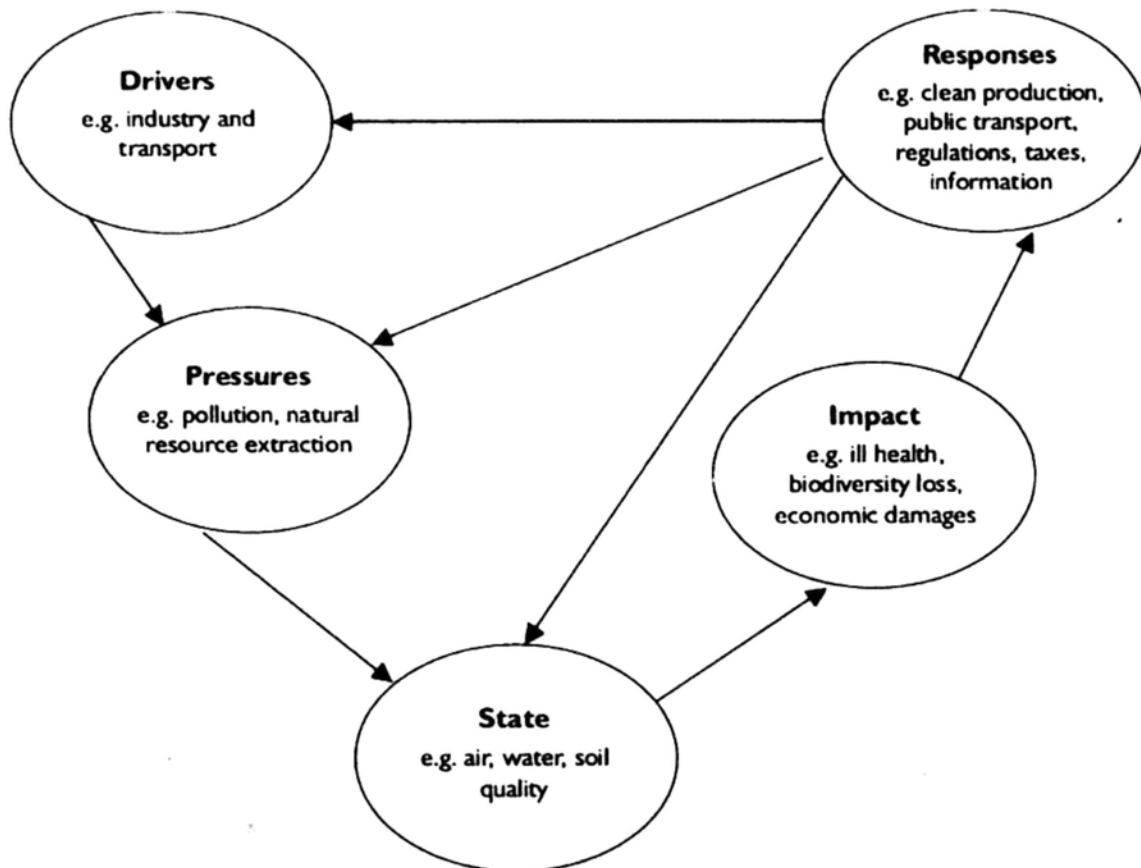 Drivers
e.g. industry and
transport
Responses
e.g. clean production,
public transport,
regulations, taxes,
information
Pressures
e.g. pollution, natural
resource extraction
Impact
e.g. ill health,
biodiversity loss,
economic damages
State
e.g. air, water, soil
quality